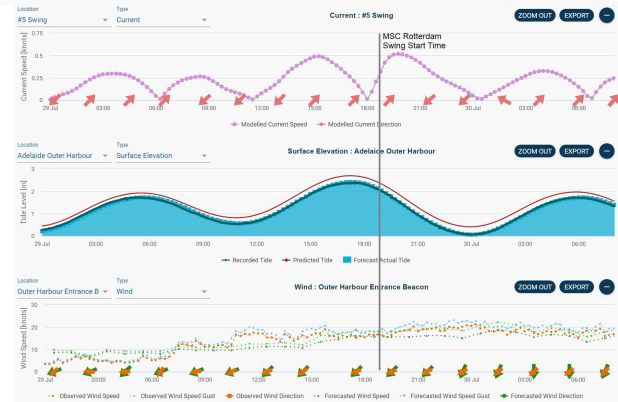 Location
Type
#5 Swing
Current
Current : #5 Swing
ZOOM OUT
EXPORT
MSC Rotterdam
Swing Start Time
Current Speed [knots]
0.75
0.5
0.25
0
29 Jul
03:00
06:00
09:00
12:00
15:00
18:00
21:00
30 Jul
03:00
06:00
Modelled Current Speed
Modelled Current Direction
Location
Type
Adelaide Outer Harbour
Surface Elevation
Surface Elevation : Adelaide Outer Harbour
ZOOM OUT
EXPORT
Tide Level [m]
3
2
1
0
29 Jul
03:00
06:00
09:00
12:00
15:00
18:00
21:00
30 Jul
03:00
06:00
Recorded Tide
Predicted Tide
Forecast Actual Tide
Location
Type
Outer Harbour Entrance B
Wind
Wind : Outer Harbour Entrance Beacon
ZOOM OUT
EXPORT
Wind Speed [knots]
30
20
10
0
29 Jul
03:00
06:00
09:00
12:00
15:00
18:00
21:00
30 Jul
03:00
06:00
Observed Wind Speed
Observed Wind Speed Gust
Observed Wind Direction
Forecasted Wind Speed
Forecasted Wind Speed Gust
Forecasted Wind Direction